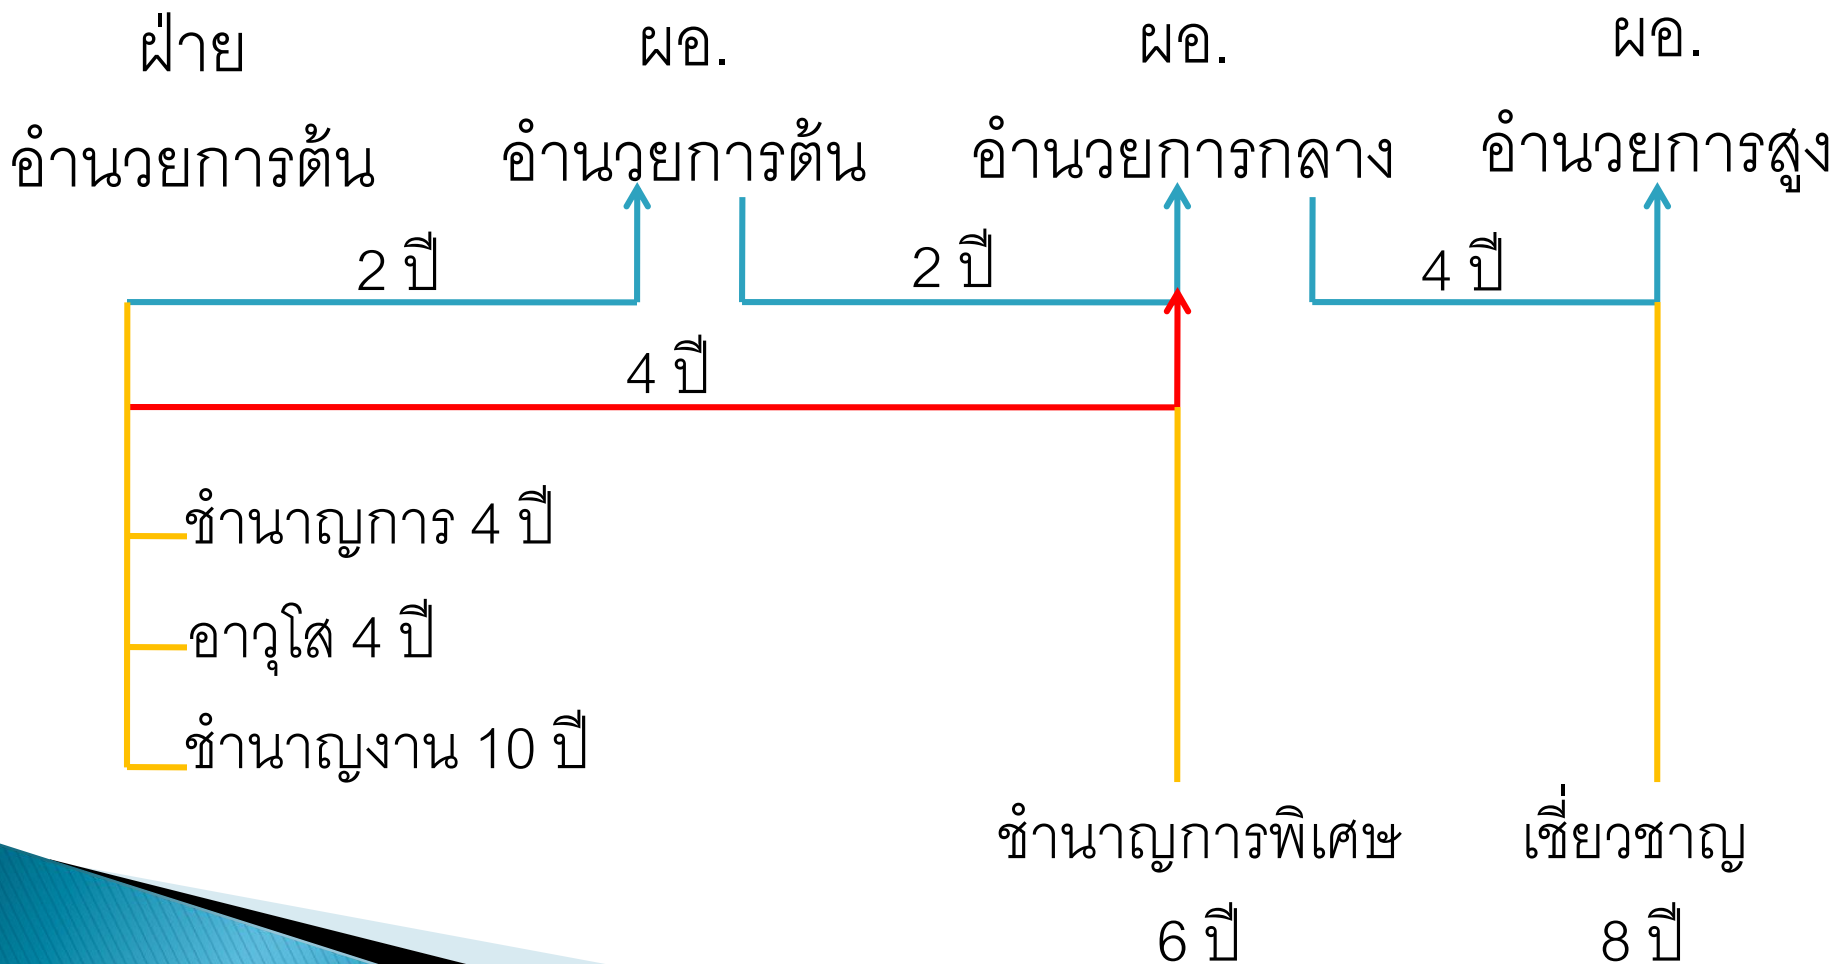 ฝ่าย
อำนวยการต้น
ผอ.
อำนวยการต้น
ผอ.
อำนวยการกลาง
ผอ.
อำนวยการสูง
2 ปี
2 ปี
4 ปี
4 ปี
ชำนาญการ 4 ปี
อาวุโส 4 ปี
ชำนาญงาน 10 ปี
ชำนาญการพิเศษ
6 ปี
เชี่ยวชาญ
8 ปี